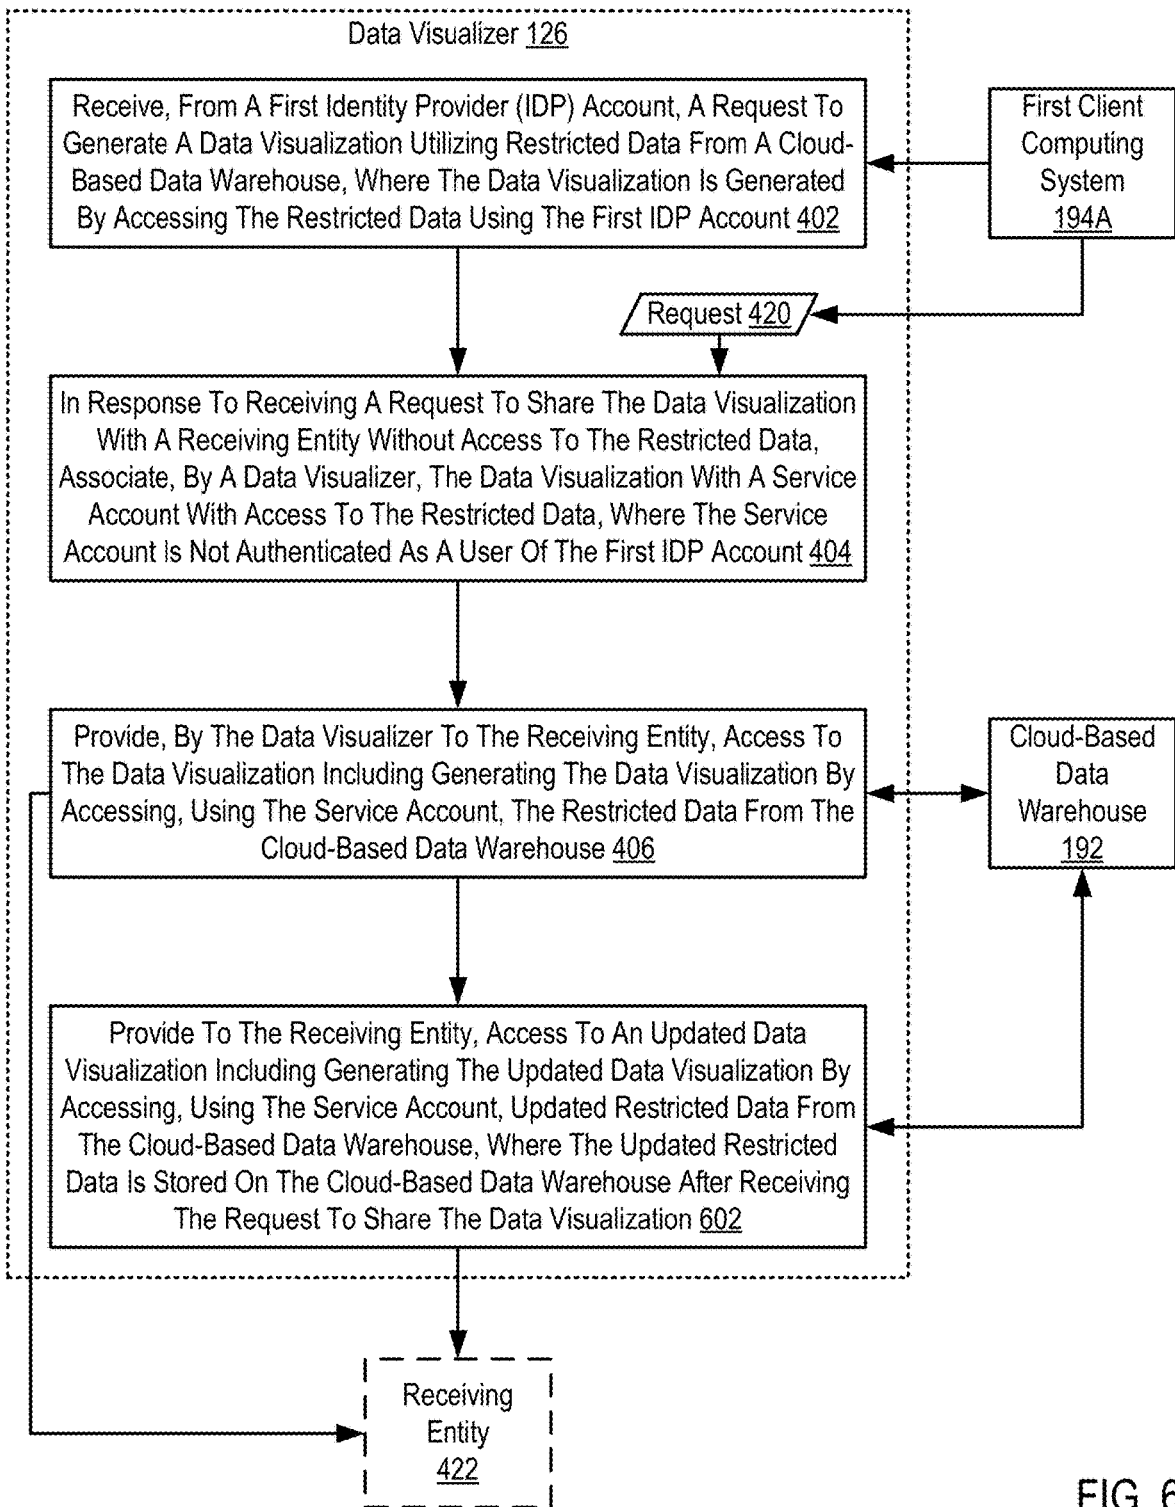 Data Visualizer 126
Receive, From A First Identity Provider (IDP) Account, A Request To
Generate A Data Visualization Utilizing Restricted Data From A Cloud-
Based Data Warehouse, Where The Data Visualization Is Generated
By Accessing The Restricted Data Using The First IDP Account 402
First Client
Computing
System
194A
Request 420
In Response To Receiving A Request To Share The Data Visualization
With A Receiving Entity Without Access To The Restricted Data,
Associate, By A Data Visualizer, The Data Visualization With A Service
Account With Access To The Restricted Data, Where The Service
Account Is Not Authenticated As A User Of The First IDP Account 404
Provide, By The Data Visualizer To The Receiving Entity, Access To
The Data Visualization Including Generating The Data Visualization By
Accessing, Using The Service Account, The Restricted Data From The
Cloud-Based Data Warehouse 406
Cloud-Based
Data
Warehouse
192
Provide To The Receiving Entity, Access To An Updated Data
Visualization Including Generating The Updated Data Visualization By
Accessing, Using The Service Account, Updated Restricted Data From
The Cloud-Based Data Warehouse, Where The Updated Restricted
Data Is Stored On The Cloud-Based Data Warehouse After Receiving
The Request To Share The Data Visualization 602
Receiving
Entity
422
FIG. 6